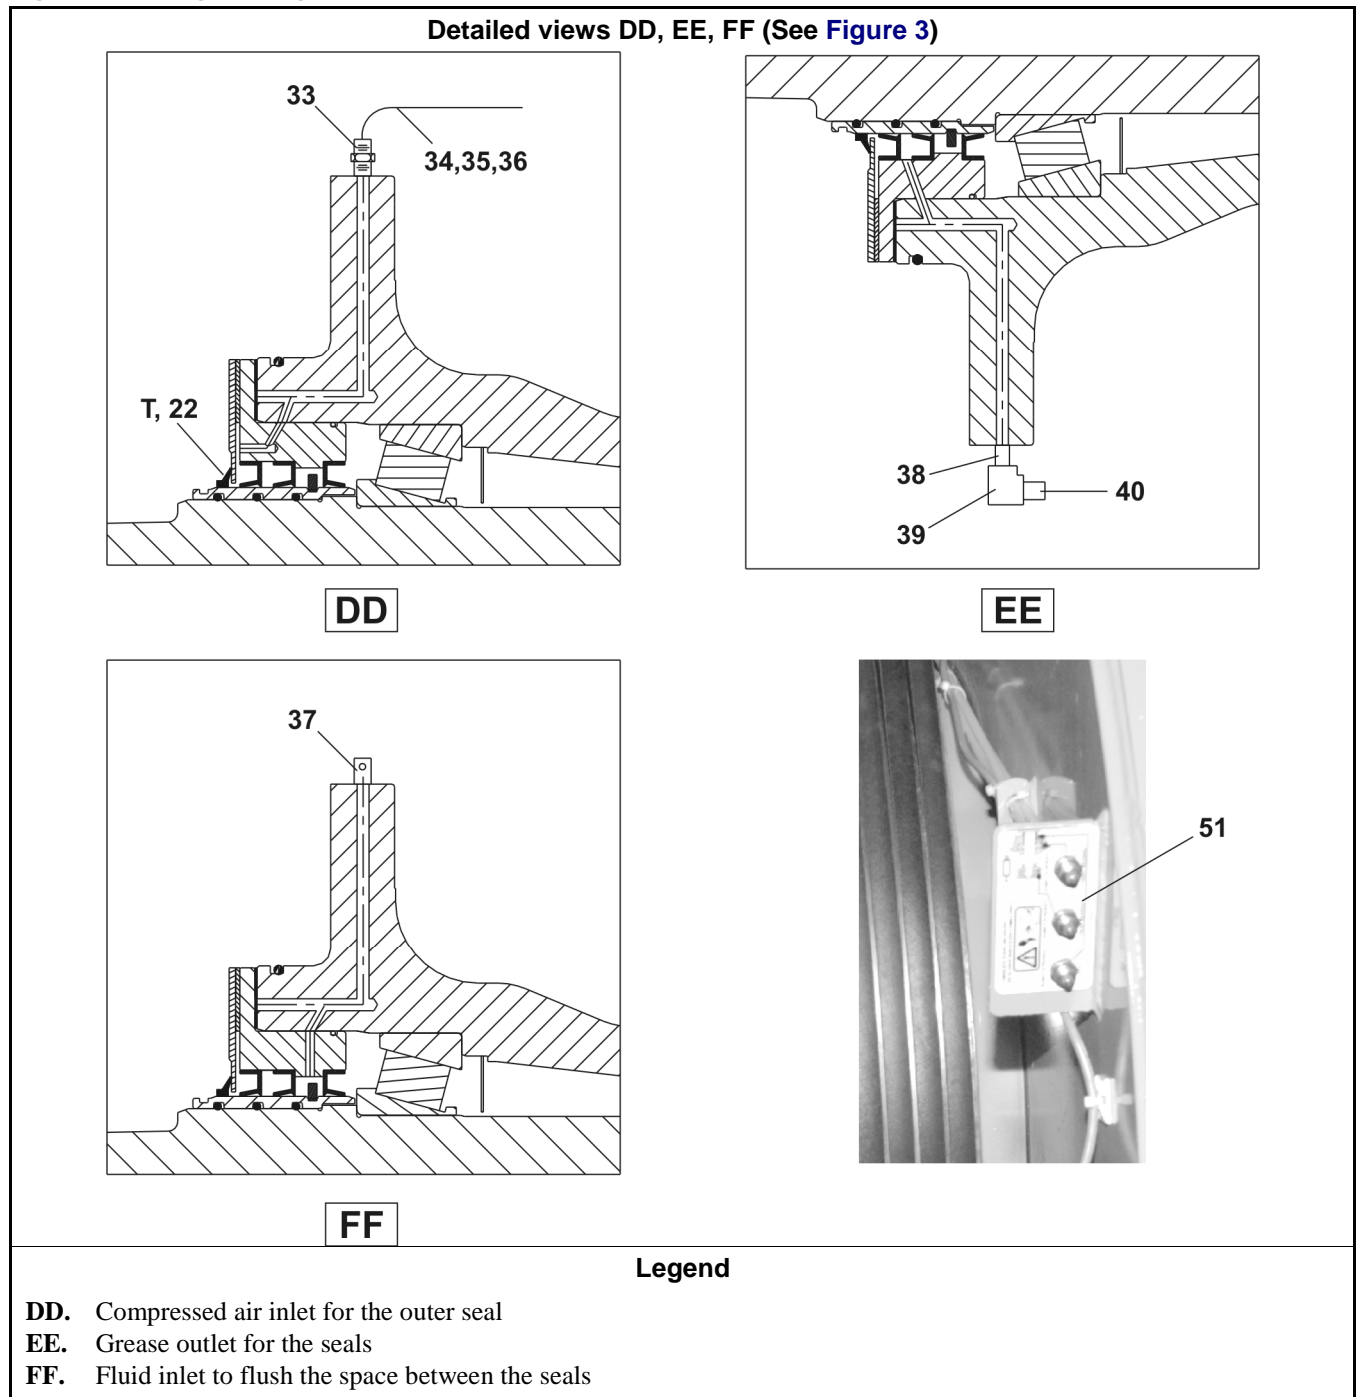 Detailed views DD, EE, FF (See Figure 3)
33
34,35,36
T, 22
DD
38
39
40
EE
37
FF
51
Legend
DD. Compressed air inlet for the outer seal
EE. Grease outlet for the seals
FF. Fluid inlet to flush the space between the seals